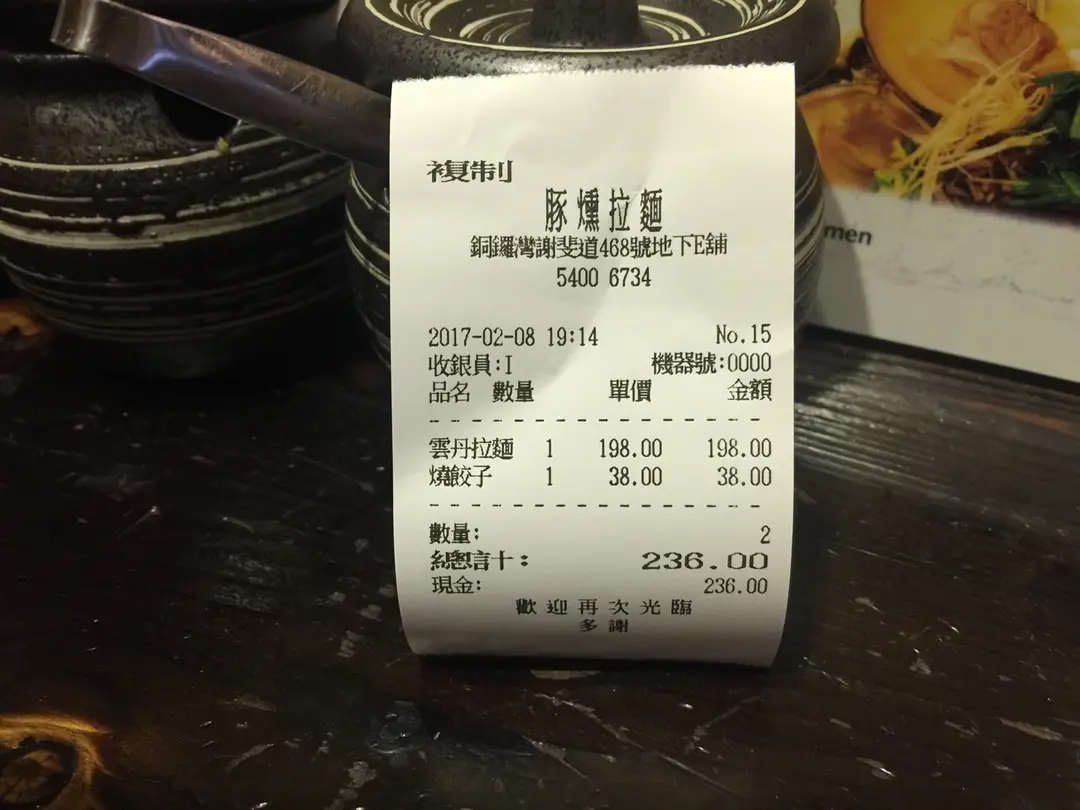 複制
豚燻拉麵
銅鑼灣謝斐道468號地下E舖
5400 6734
2017-02-08 19:14 No.15
收銀員:I 機器號:0000
品名 數量 單價 金額
雲丹拉麵 1 198.00 198.00
燒餃子 1 38.00 38.00
數量: 2
總計: 236.00
現金: 236.00
歡迎再次光臨
多謝
men